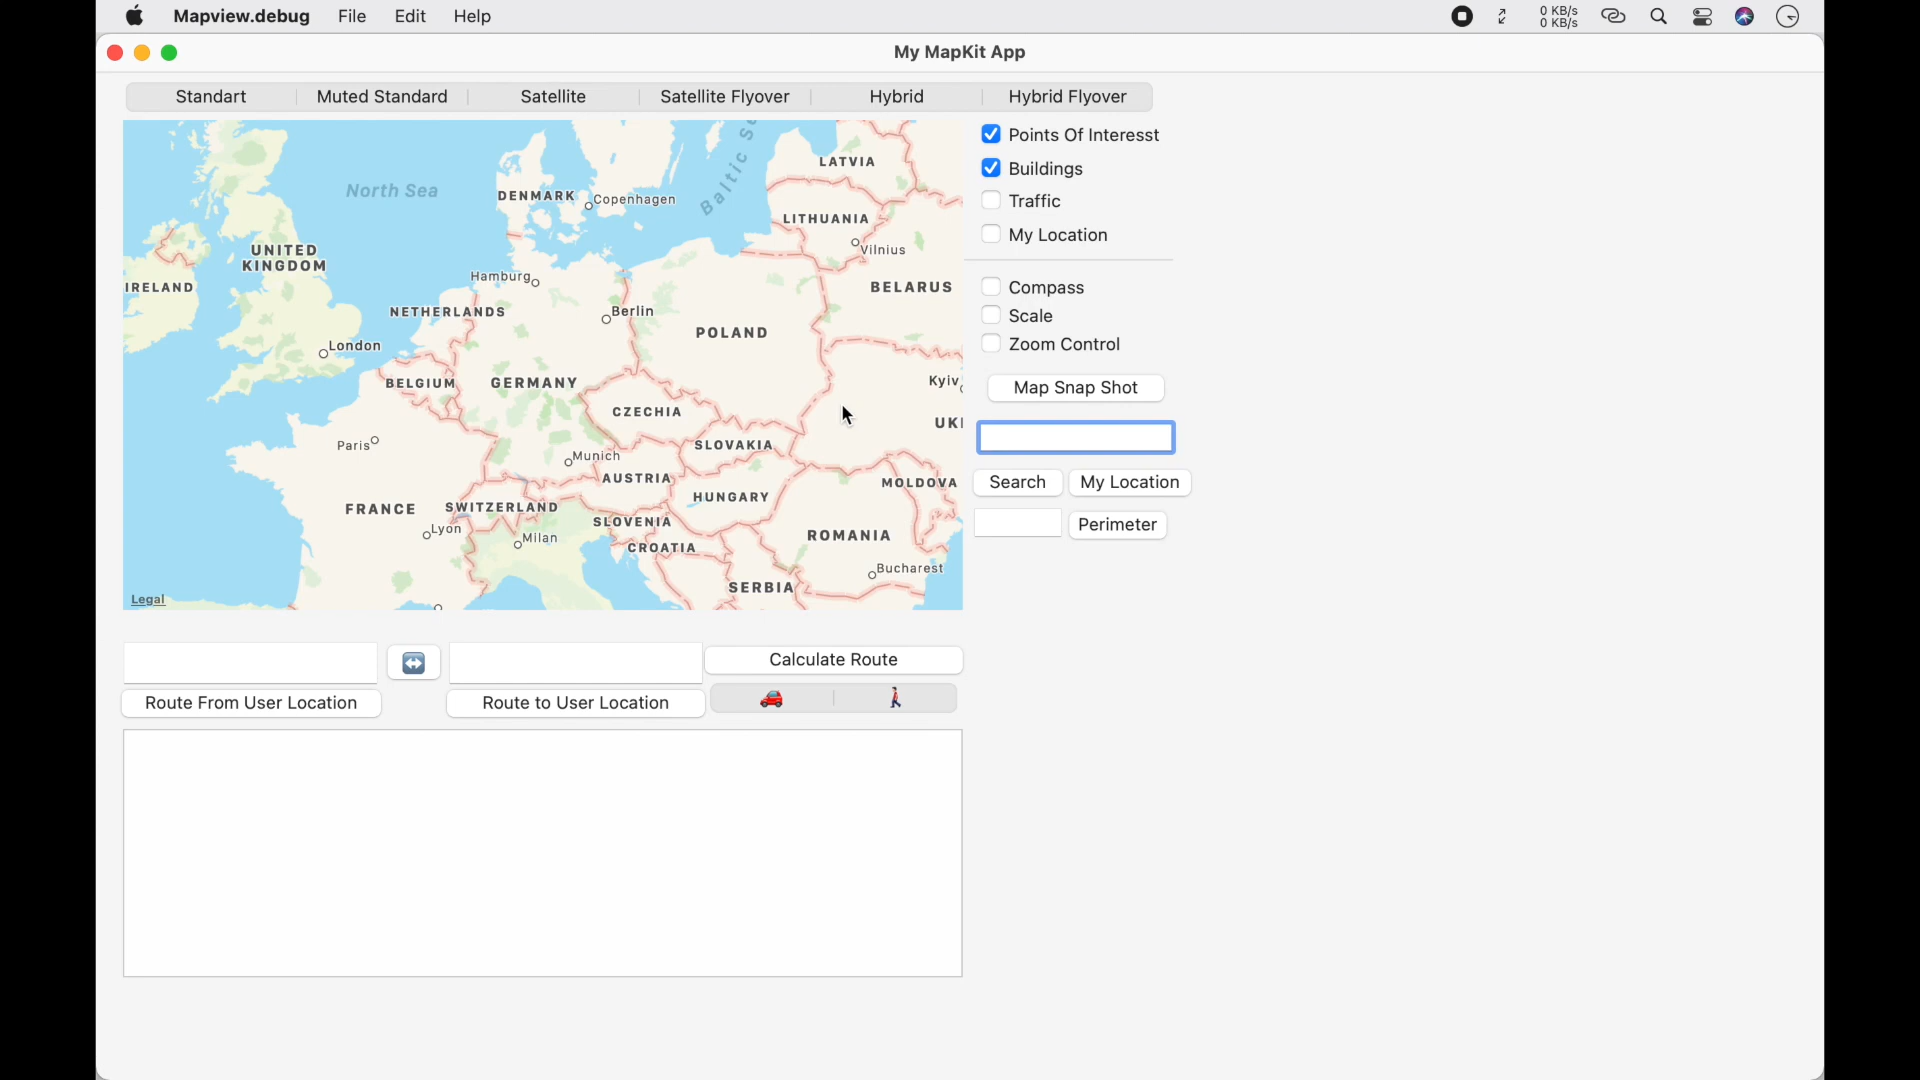 Mapview.debug File Edit Help
0 KB/s
0 KB/s
My MapKit App
Standart Muted Standard Satellite Satellite Flyover Hybrid Hybrid Flyover
Points Of Interesst
Buildings
Traffic
My Location
Compass
Scale
Zoom Control
Map Snap Shot
Search My Location
Perimeter
Baltic Se
LATVIA
North Sea
DENMARK
Copenhagen
LITHUANIA
Vilnius
UNITED
KINGDOM
Hamburg
IRELAND
BELARUS
NETHERLANDS
Berlin
POLAND
London
BELGIUM
GERMANY
Kyiv
CZECHIA
UKI
Paris
SLOVAKIA
Munich
AUSTRIA
MOLDOVA
HUNGARY
FRANCE
SWITZERLAND
SLOVENIA
Lyon
Milan
ROMANIA
CROATIA
Bucharest
SERBIA
Legal
Calculate Route
Route From User Location Route to User Location